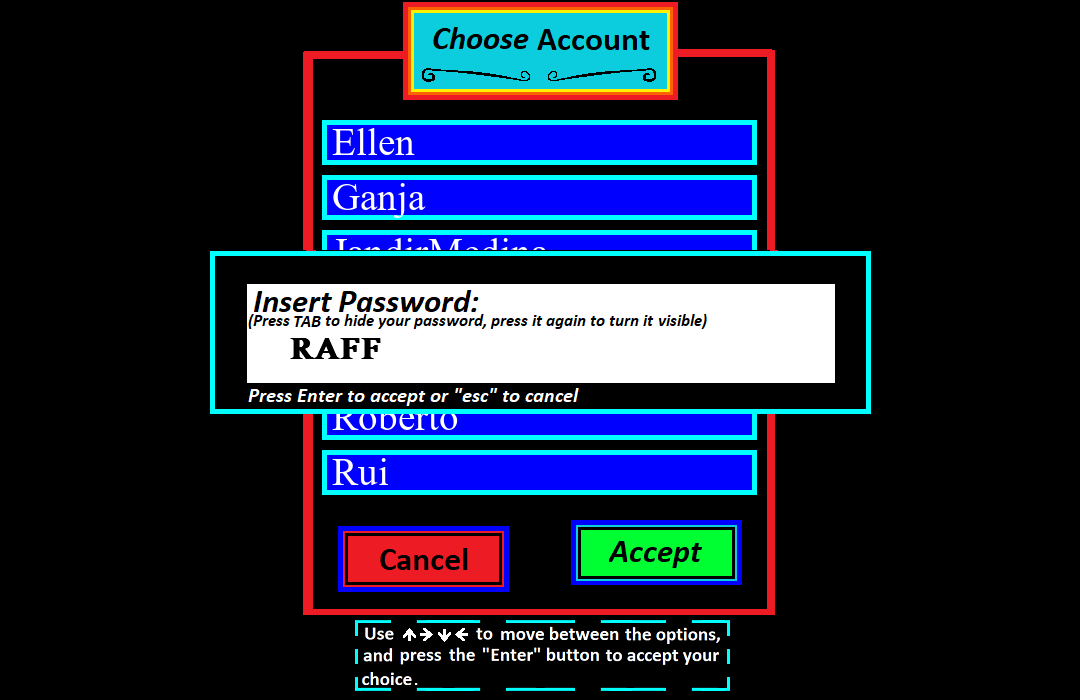 Choose Account
Ellen
Ganja
JandirMedina
Insert Password:
(Press TAB to hide your password, press it again to turn it visible)
RAFF
Press Enter to accept or "esc" to cancel
Roberto
Rui
Cancel
Accept
Use ↑→↓← to move between the options,
and press the "Enter" button to accept your
choice.